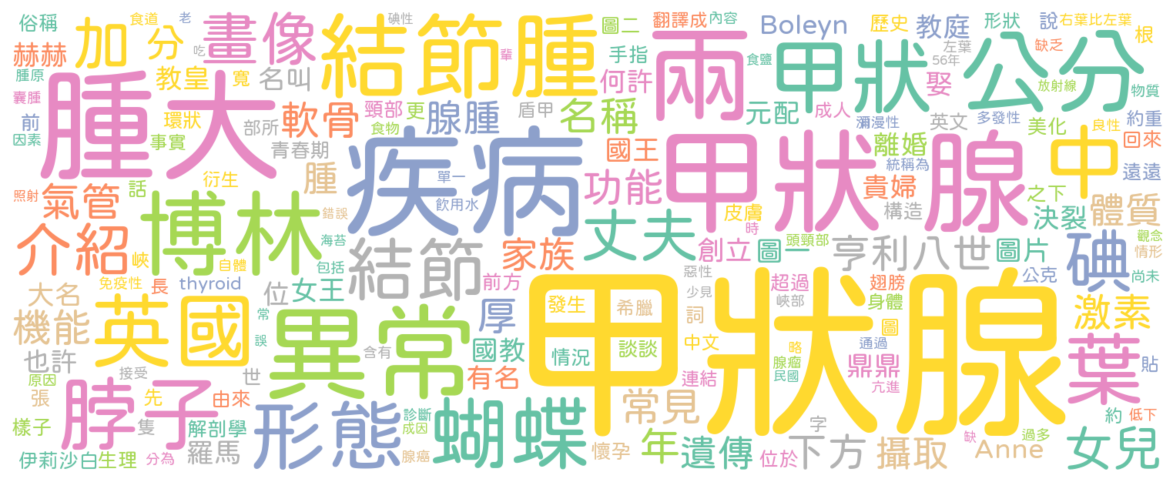 俗稱 食道 老 碘性 圖二 翻譯成 內容 Boleyn 歷史 教庭 形狀 說 右葉比左葉 根
赫赫 加分 畫像 吃 結節腫 手指 兩 甲狀 左葉 缺乏 公分
教皇 寬 名叫 輩 何許 食鹽 56年 娶 放射線 物質
腫原 囊腫 腫大 環狀 部所 軟骨 頸部 更 盾甲 腺腫 名稱 元配 成人 瀰漫性 英文 多發性 美化 良性 約重
前 因素 事實 青春期 食物 疾病 國王 甲狀腺 離婚 統稱為 中 回來 遠遠
照射 氣管 話 衍生 腫 單一 飲用水 功能 貴婦 之下 體質
博林 錯誤 皮膚 時 構造 決裂 觀念
介紹 峽 自體 海苔 包括 結節 家族 丈夫 創立 圖一 頭頸部 亨利八世 圖片 碘 情形
免疫性 長 thyroid 位 女王 前方 惡性 少見 超過 峽部 翅膀 身體 公克 尚未
大名 機能 英國 常 誤 異常 厚 發生 希臘 詞 甲狀腺 圖 激素
也許 含有 國教 情況 談談 中文 腺瘤 民國 略 通過 鼎鼎 亢進 葉
原因 張 接受 先 世 有名 連結 貼
脖子 由來 形態 診斷 成因 蝴蝶 常見 字 約 低下
樣子 隻 解剖學 年 遺傳 下方 攝取 缺 過多
伊莉沙白 生理 分為 羅馬 腺癌 懷孕 位於 Anne 女兒